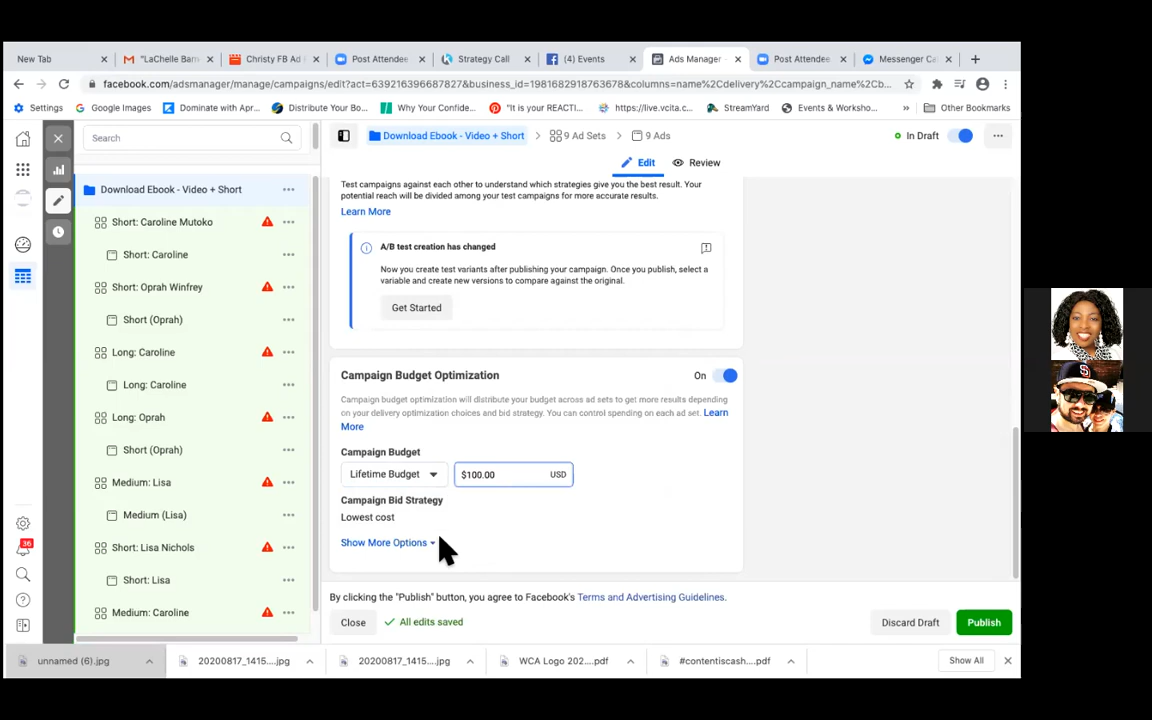 New Tab
"LaChelle Barn
Christy FB Ad
Post Attendee
Strategy Call
(4) Events
Ads Manager -
Post Attendee
Messenger Ca
facebook.com/adsmanager/manage/campaigns/edit?act=639216396687827&business_id=1981682918763678&columns=name%2Cdelivery%2Ccampaign_name%2Cb...
Settings
Google Images
Dominate with Apr...
Distribute Your Bo...
Why Your Confide...
"It is your REACTI...
https://live.vcita.c...
StreamYard
Events & Worksho...
»
Other Bookmarks
Search
Download Ebook - Video + Short
9 Ad Sets
9 Ads
In Draft
Edit
Review
Download Ebook - Video + Short
Short: Caroline Mutoko
Short: Caroline
Short: Oprah Winfrey
Short (Oprah)
Long: Caroline
Long: Caroline
Long: Oprah
Short (Oprah)
Medium: Lisa
Medium (Lisa)
Short: Lisa Nichols
Short: Lisa
Medium: Caroline
36
Test campaigns against each other to understand which strategies give you the best result. Your
potential reach will be divided among your test campaigns for more accurate results.
Learn More
A/B test creation has changed
Now you create test variants after publishing your campaign. Once you publish, select a
variable and create new versions to compare against the original.
Get Started
Campaign Budget Optimization
On
Campaign budget optimization will distribute your budget across ad sets to get more results depending
on your delivery optimization choices and bid strategy. You can control spending on each ad set. Learn
More
Campaign Budget
Lifetime Budget
$100.00
USD
Campaign Bid Strategy
Lowest cost
Show More Options
By clicking the "Publish" button, you agree to Facebook's Terms and Advertising Guidelines.
Close
All edits saved
Discard Draft
Publish
unnamed (6).jpg
20200817_1415....jpg
20200817_1415....jpg
WCA Logo 202....pdf
#contentiscash....pdf
Show All